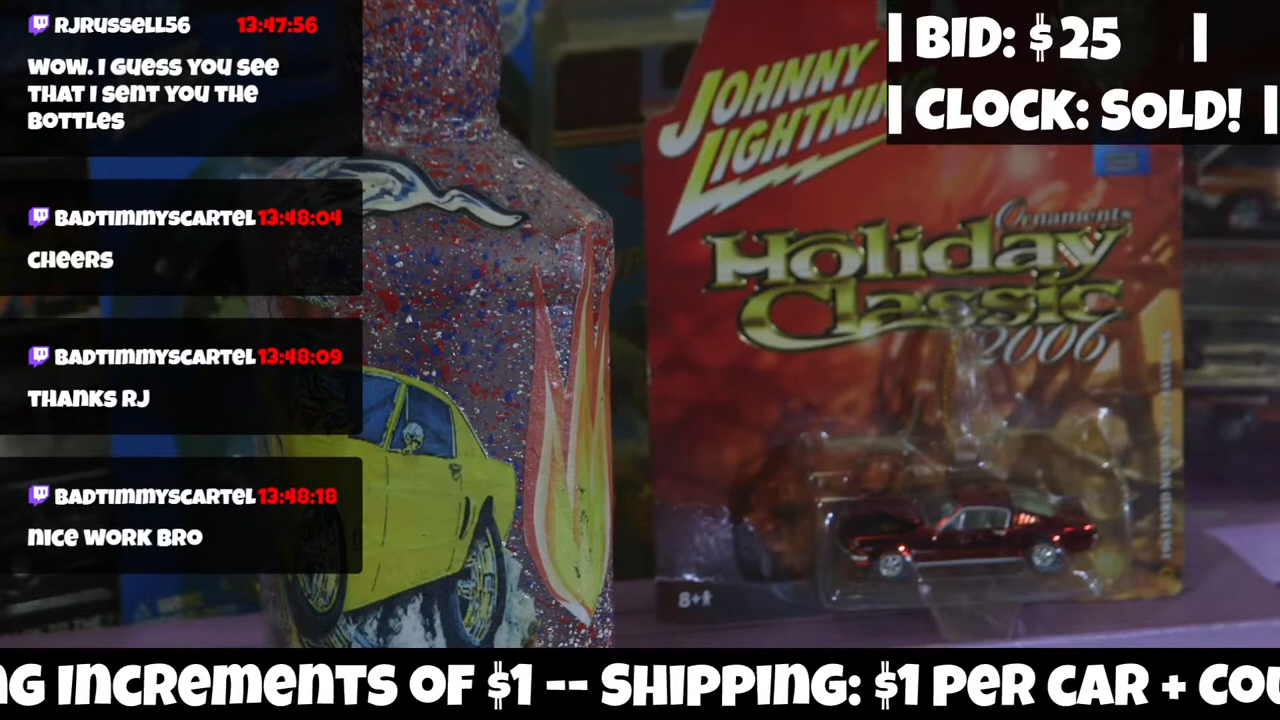 RJRussell56 13:47:56
WOW. I GUESS YOU SEE
THAT I SENT YOU THE
BOTTLES
BADTIMMYSCARTEL 13:48:04
CHEERS
BADTIMMYSCARTEL 13:48:09
THANKS RJ
BADTIMMYSCARTEL 13:48:18
NICE WORK BRO
| BID: $25 |
| CLOCK: SOLD! |
JOHNNY
LIGHTNING
Ornaments
Holiday
Classic
2006
8+
NG INCREMENTS OF $1 -- SHIPPING: $1 PER CAR + COU